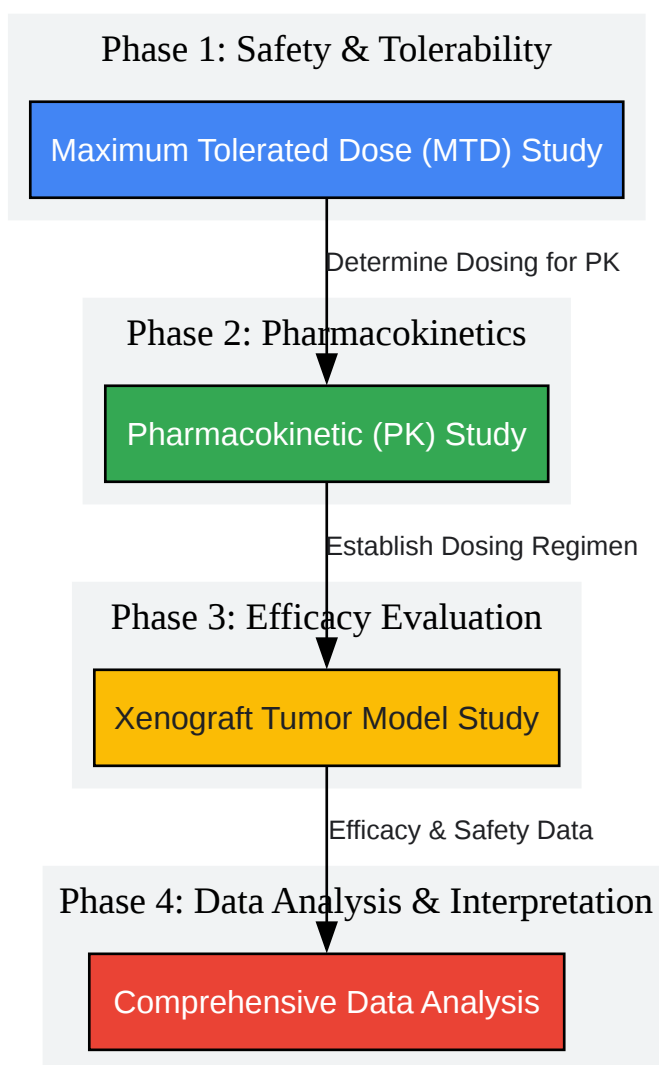 Phase 1: Safety & Tolerability
Maximum Tolerated Dose (MTD) Study
Determine Dosing for PK
Phase 2: Pharmacokinetics
Pharmacokinetic (PK) Study
Establish Dosing Regimen
Phase 3: Efficacy Evaluation
Xenograft Tumor Model Study
Efficacy & Safety Data
Phase 4: Data Analysis & Interpretation
Comprehensive Data Analysis